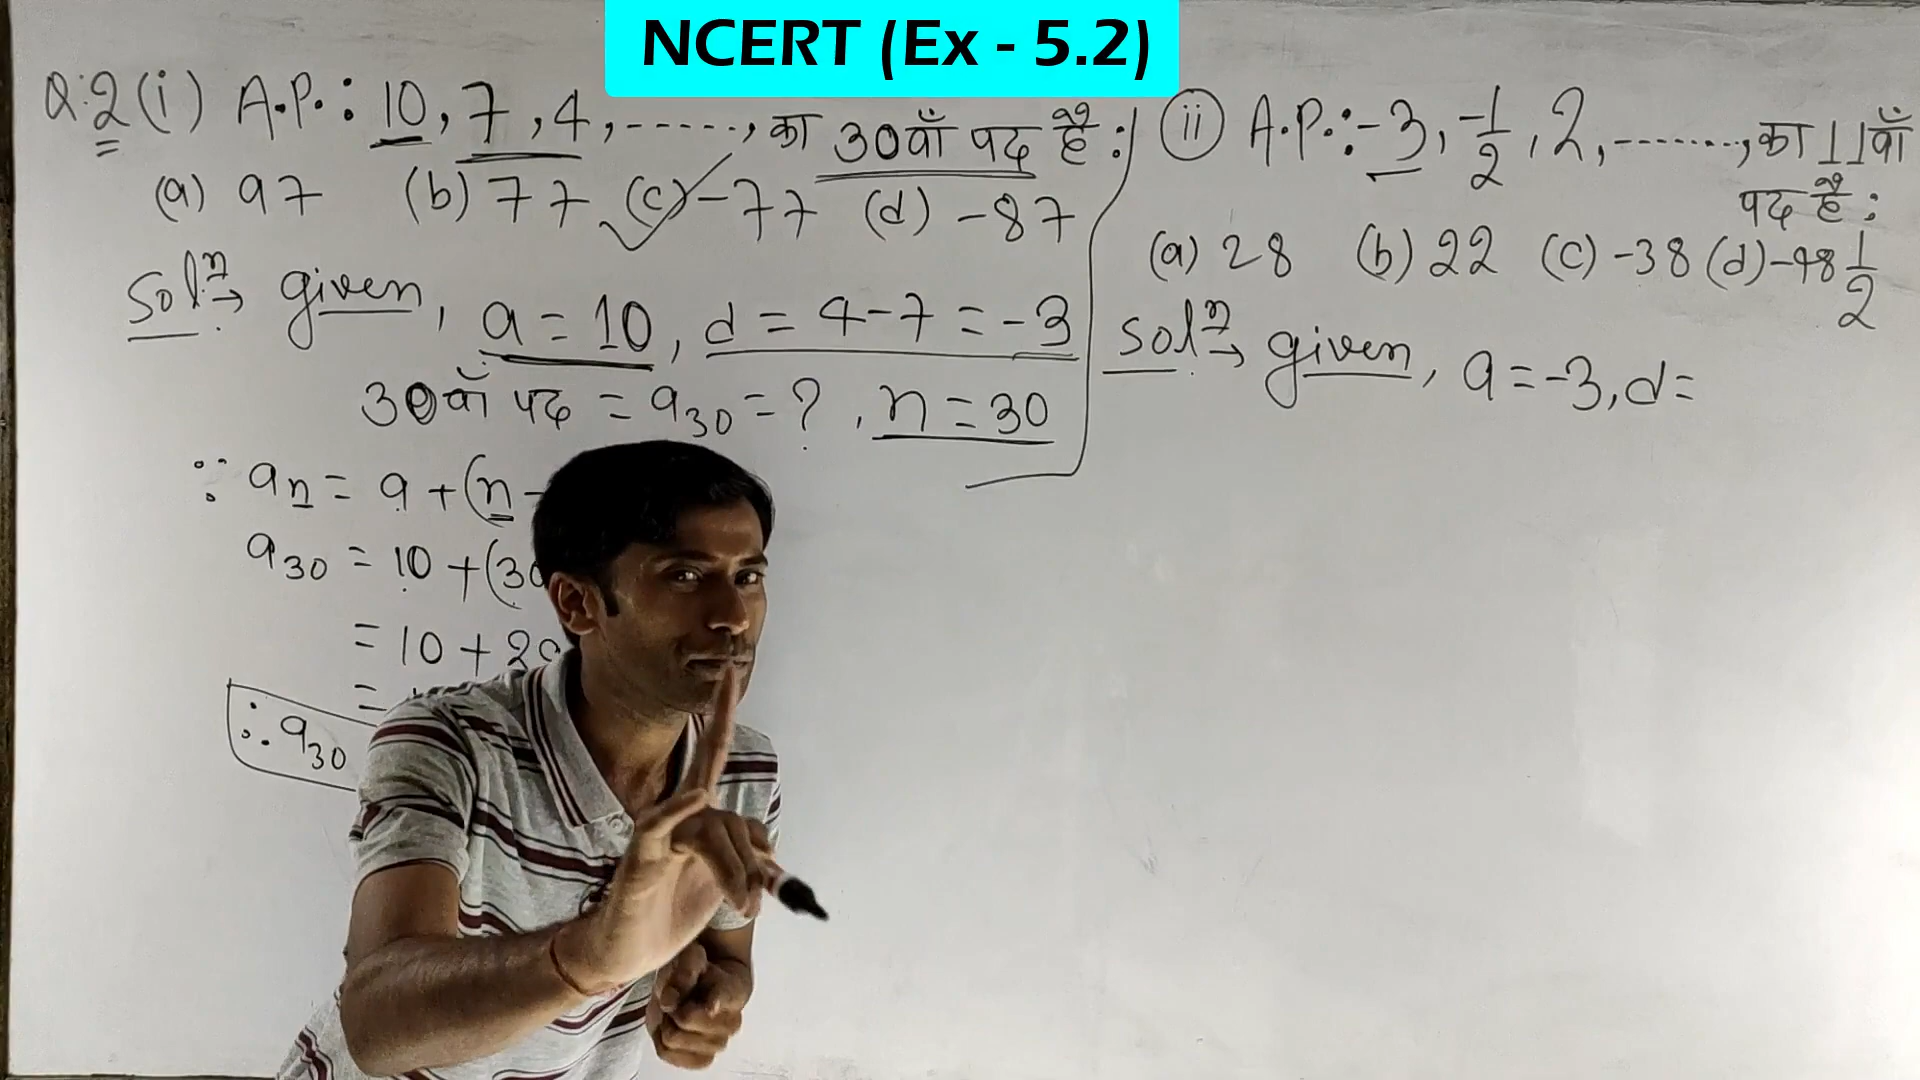 NCERT (Ex - 5.2)
Q.2 (i) A.P. : 10, 7, 4, ------, का 30वाँ पद है :
(a) 97 (b) 77 (c) -77 (d) -87
Solⁿ→ given, a = 10, d = 4-7 = -3
30वाँ पद = a₃₀ = ? , n = 30
∵ aₙ = a + (n -
a₃₀ = 10 + (30
= 10 + 29
=
∴ a₃₀
(ii) A.P. : -3, -1/2, 2, -------, का 11वाँ
पद है :
(a) 28 (b) 22 (c) -38 (d) -48 1/2
Solⁿ→ given, a = -3, d =